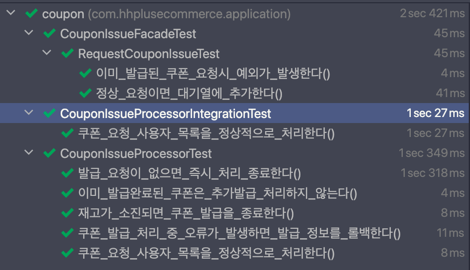 coupon (com.hhplusecommerce.application) 2 sec 421 ms
CouponIssueFacadeTest 45 ms
RequestCouponIssueTest 45 ms
이미_발급된_쿠폰_요청시_예외가_발생한다() 4 ms
정상_요청이면_대기열에_추가한다() 41 ms
CouponIssueProcessorIntegrationTest 1 sec 27 ms
쿠폰_요청_사용자_목록을_정상적으로_처리한다() 1 sec 27 ms
CouponIssueProcessorTest 1 sec 349 ms
발급_요청이_없으면_즉시_처리_종료한다() 1 sec 318 ms
이미_발급완료된_쿠폰은_추가발급_처리하지_않는다() 4 ms
재고가_소진되면_쿠폰_발급을_종료한다() 8 ms
쿠폰_발급_처리_중_오류가_발생하면_발급_정보를_롤백한다() 11 ms
쿠폰_요청_사용자_목록을_정상적으로_처리한다() 8 ms